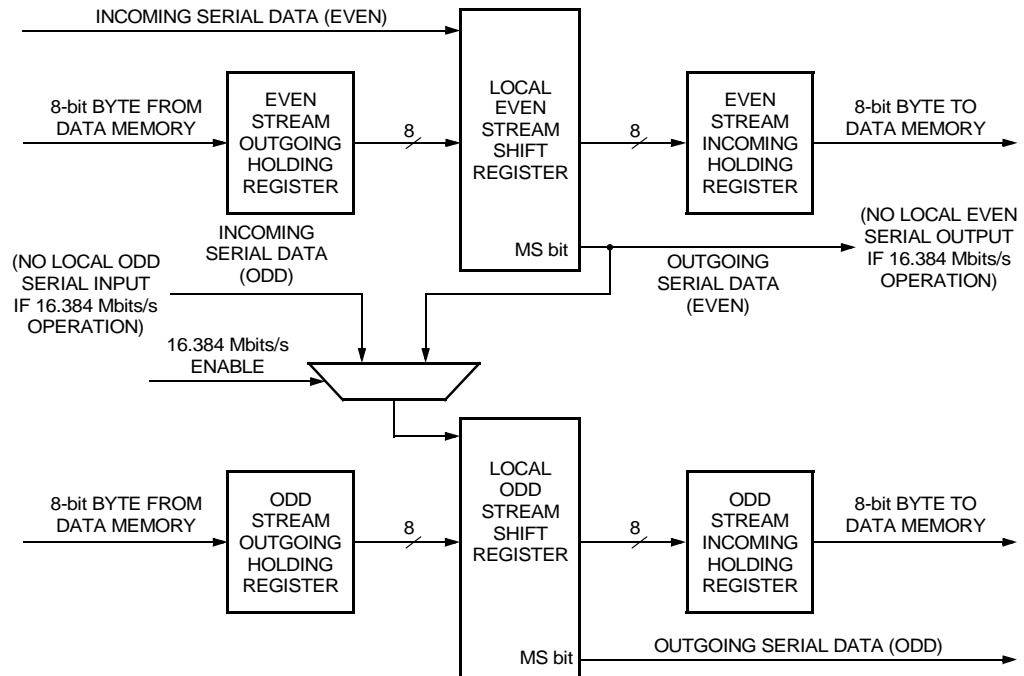 INCOMING SERIAL DATA (EVEN)
8-bit BYTE FROM
DATA MEMORY
EVEN
STREAM
OUTGOING
HOLDING
REGISTER
8
LOCAL
EVEN
STREAM
SHIFT
REGISTER
MS bit
8
EVEN
STREAM
INCOMING
HOLDING
REGISTER
8-bit BYTE TO
DATA MEMORY
(NO LOCAL ODD
SERIAL INPUT
IF 16.384 Mbits/s
OPERATION)
INCOMING
SERIAL DATA
(ODD)
OUTGOING
SERIAL DATA
(EVEN)
(NO LOCAL EVEN
SERIAL OUTPUT
IF 16.384 Mbits/s
OPERATION)
16.384 Mbits/s
ENABLE
8-bit BYTE FROM
DATA MEMORY
ODD
STREAM
OUTGOING
HOLDING
REGISTER
8
LOCAL
ODD
STREAM
SHIFT
REGISTER
MS bit
8
ODD
STREAM
INCOMING
HOLDING
REGISTER
8-bit BYTE TO
DATA MEMORY
OUTGOING SERIAL DATA (ODD)